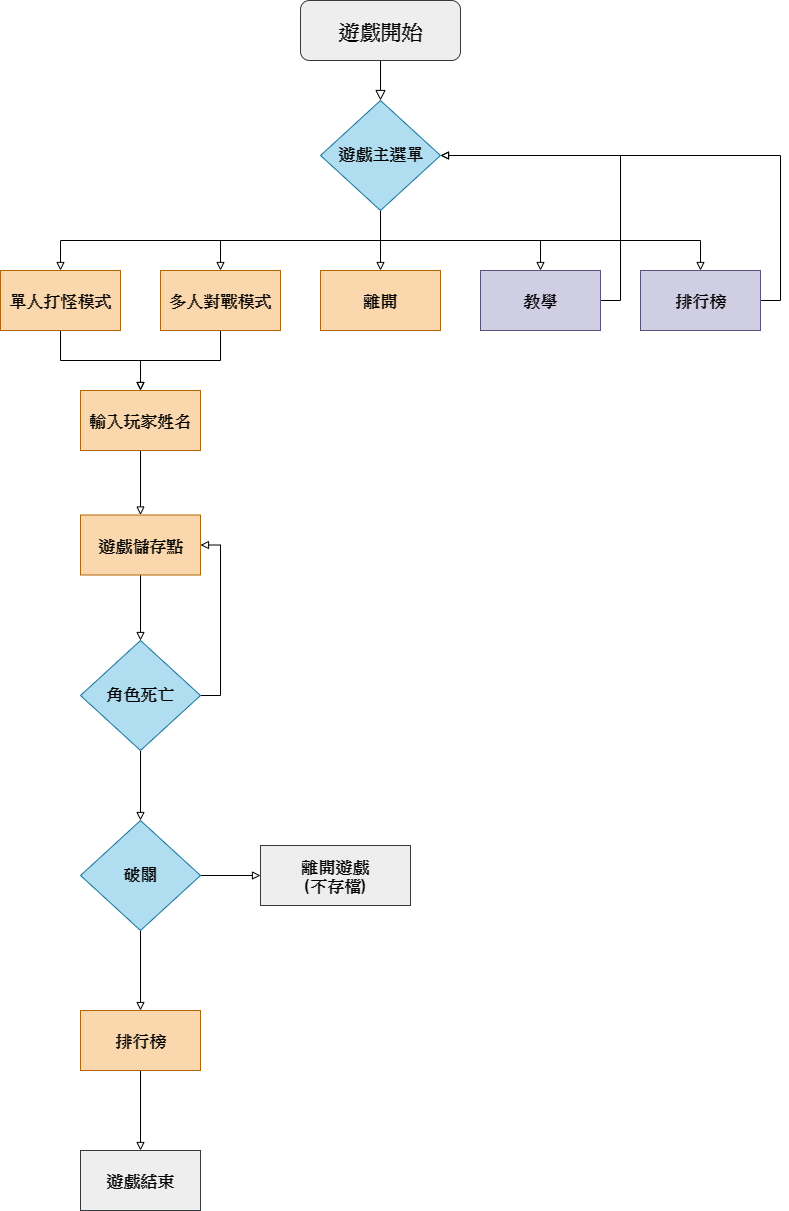 遊戲開始
遊戲主選單
單人打怪模式
多人對戰模式
離開
教學
排行榜
輸入玩家姓名
遊戲儲存點
角色死亡
破關
離開遊戲
(不存檔)
排行榜
遊戲結束